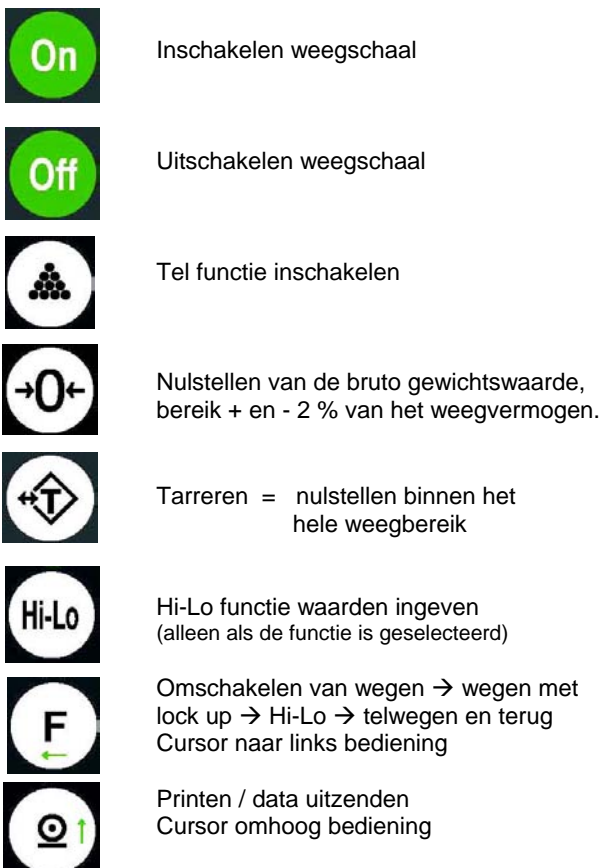 On
Inschakelen weegschaal
Off
Uitschakelen weegschaal
Tel functie inschakelen
→0←
Nulstellen van de bruto gewichtswaarde,
bereik + en - 2 % van het weegvermogen.
T
Tarreren = nulstellen binnen het
hele weegbereik
Hi-Lo
Hi-Lo functie waarden ingeven
(alleen als de functie is geselecteerd)
Omschakelen van wegen → wegen met
F
lock up → Hi-Lo → telwegen en terug
←
Cursor naar links bediening
Printen / data uitzenden
Cursor omhoog bediening